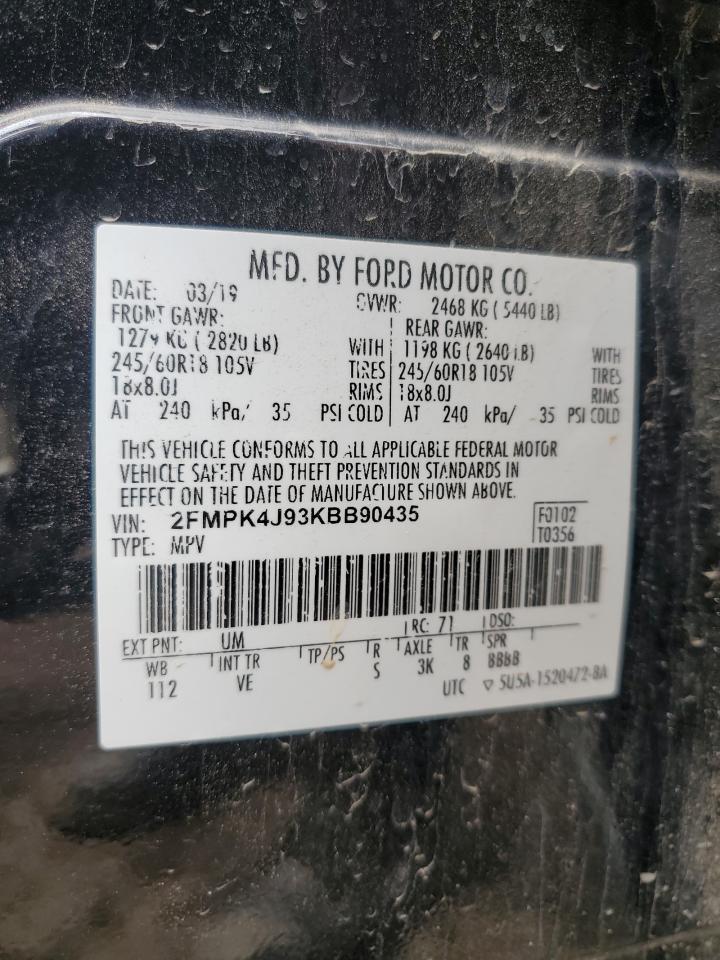 MFD. BY FORD MOTOR CO.
DATE: 03/19 GVWR: 2468 KG ( 5440 LB)
FRONT GAWR: REAR GAWR:
1279 KG ( 2820 LB) WITH 1198 KG ( 2640 LB) WITH
245/60R18 105V TIRES 245/60R18 105V TIRES
18x8.0J RIMS 18x8.0J RIMS
AT 240 kPa/ 35 PSI COLD AT 240 kPa/ 35 PSI COLD
THIS VEHICLE CONFORMS TO ALL APPLICABLE FEDERAL MOTOR
VEHICLE SAFETY AND THEFT PREVENTION STANDARDS IN
EFFECT ON THE DATE OF MANUFACTURE SHOWN ABOVE.
VIN: 2FMPK4J93KBB90435 F0102
TYPE: MPV T0356
EXT PNT: UM RC: 71 DSO:
WB INT TR TP/PS R AXLE TR SPR
112 VE S 3K 8 BBBB
UTC ▽ 5U5A-1520472-BA